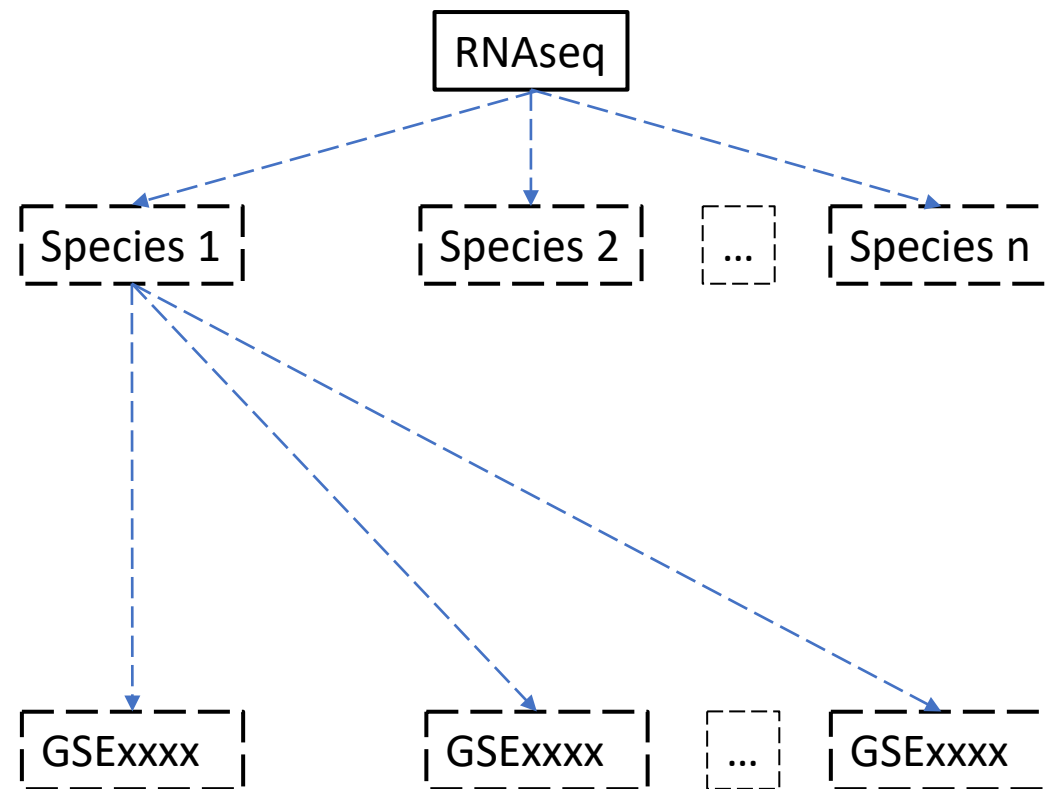 RNAseq
Species 1
Species 2
...
Species n
GSExxxx
GSExxxx
...
GSExxxx